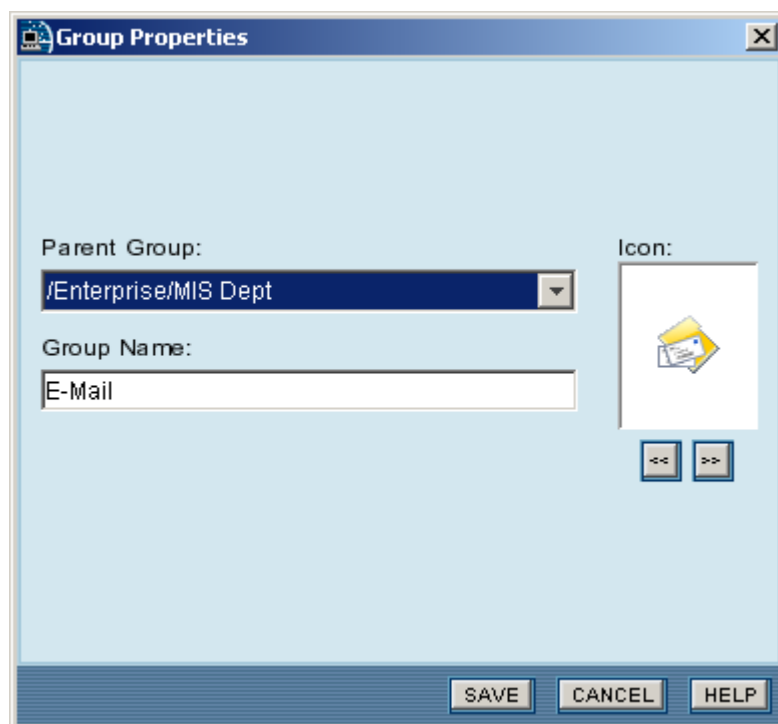 Group Properties
Parent Group:
Icon:
/Enterprise/MIS Dept
Group Name:
E-Mail
<< >>
SAVE CANCEL HELP